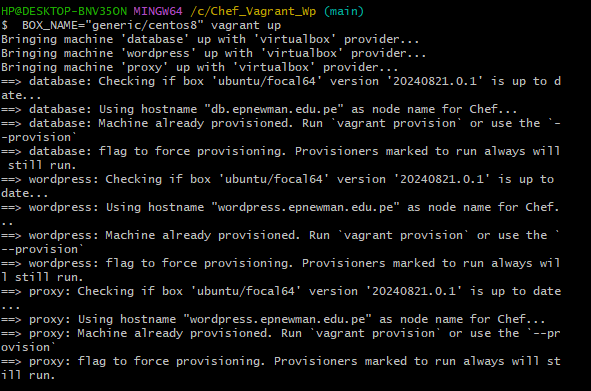 HP@DESKTOP-BNV35ON MINGW64 /c/Chef_Vagrant_Wp (main)
$  BOX_NAME="generic/centos8" vagrant up
Bringing machine 'database' up with 'virtualbox' provider...
Bringing machine 'wordpress' up with 'virtualbox' provider...
Bringing machine 'proxy' up with 'virtualbox' provider...
==> database: Checking if box 'ubuntu/focal64' version '20240821.0.1' is up to d
ate...
==> database: Using hostname "db.epnewman.edu.pe" as node name for Chef...
==> database: Machine already provisioned. Run `vagrant provision` or use the `-
-provision`
==> database: flag to force provisioning. Provisioners marked to run always will
 still run.
==> wordpress: Checking if box 'ubuntu/focal64' version '20240821.0.1' is up to
date...
==> wordpress: Using hostname "wordpress.epnewman.edu.pe" as node name for Chef.
..
==> wordpress: Machine already provisioned. Run `vagrant provision` or use the `
--provision`
==> wordpress: flag to force provisioning. Provisioners marked to run always wil
l still run.
==> proxy: Checking if box 'ubuntu/focal64' version '20240821.0.1' is up to date
...
==> proxy: Using hostname "wordpress.epnewman.edu.pe" as node name for Chef...
==> proxy: Machine already provisioned. Run `vagrant provision` or use the `--pr
ovision`
==> proxy: flag to force provisioning. Provisioners marked to run always will st
ill run.